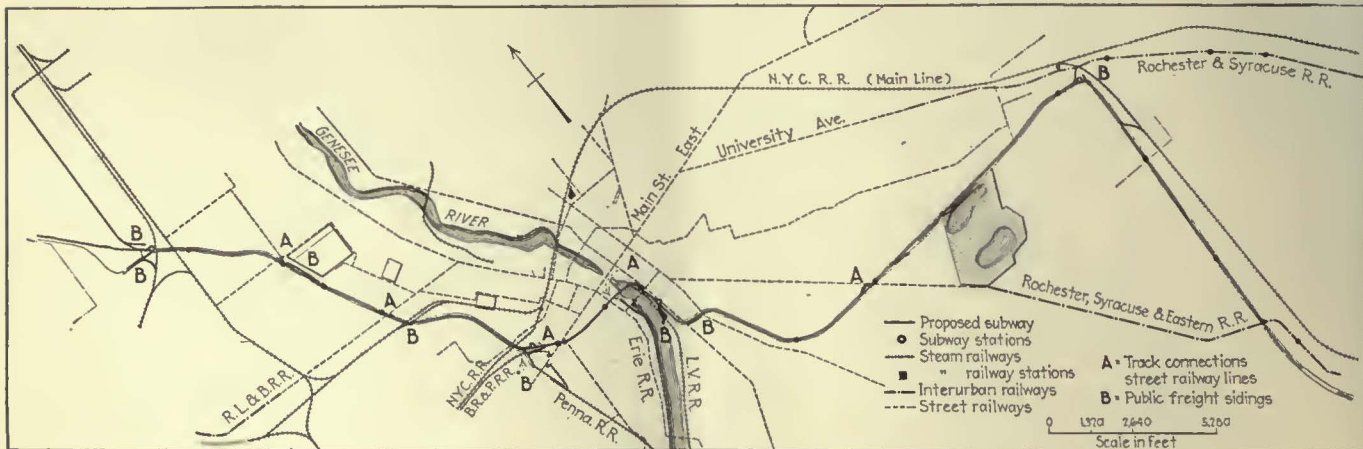 N.Y.C. R.R. (Main Line)
B
Rochester & Syracuse R.R.
University Ave.
East
Main St.
GENESEE
RIVER
B
B
A
B
A
B
A
B
A
B
B
A
Rochester, Syracuse & Eastern R.R.
R.L. & B.R.R.
N.Y.C. R.R.
B.R. & P.R.R.
Penna. R.R.
Erie R.R.
L.V. R.R.
Proposed subway
Subway stations
Steam railways
" railway stations
Interurban railways
Street railways
A = Track connections
street railway lines
B = Public freight sidings
0 1,320 2,640 5,280
Scale in Feet